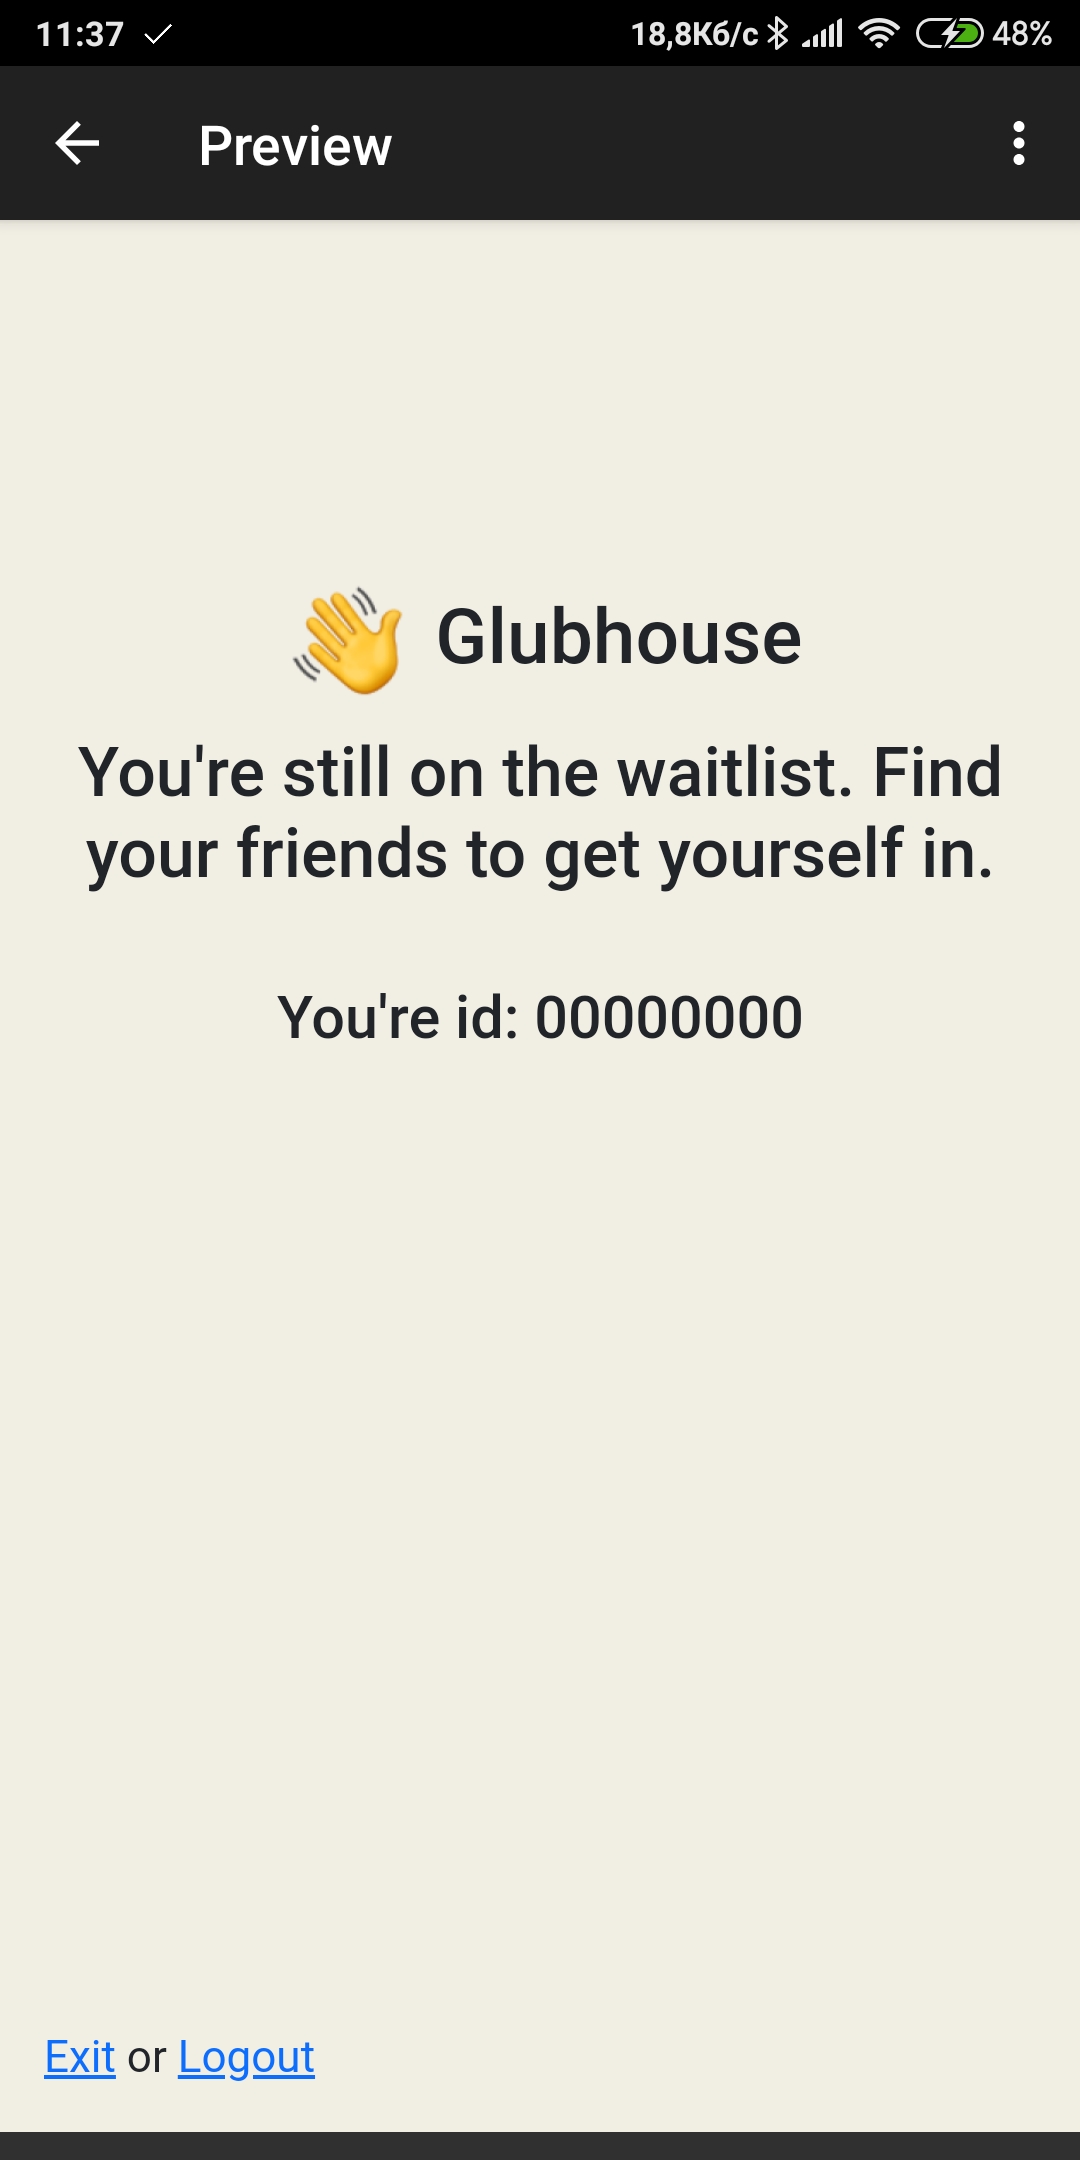 11:37
18,8Кб/с
48%
Preview
👋 Glubhouse
You're still on the waitlist. Find
your friends to get yourself in.
You're id: 00000000
Exit or Logout